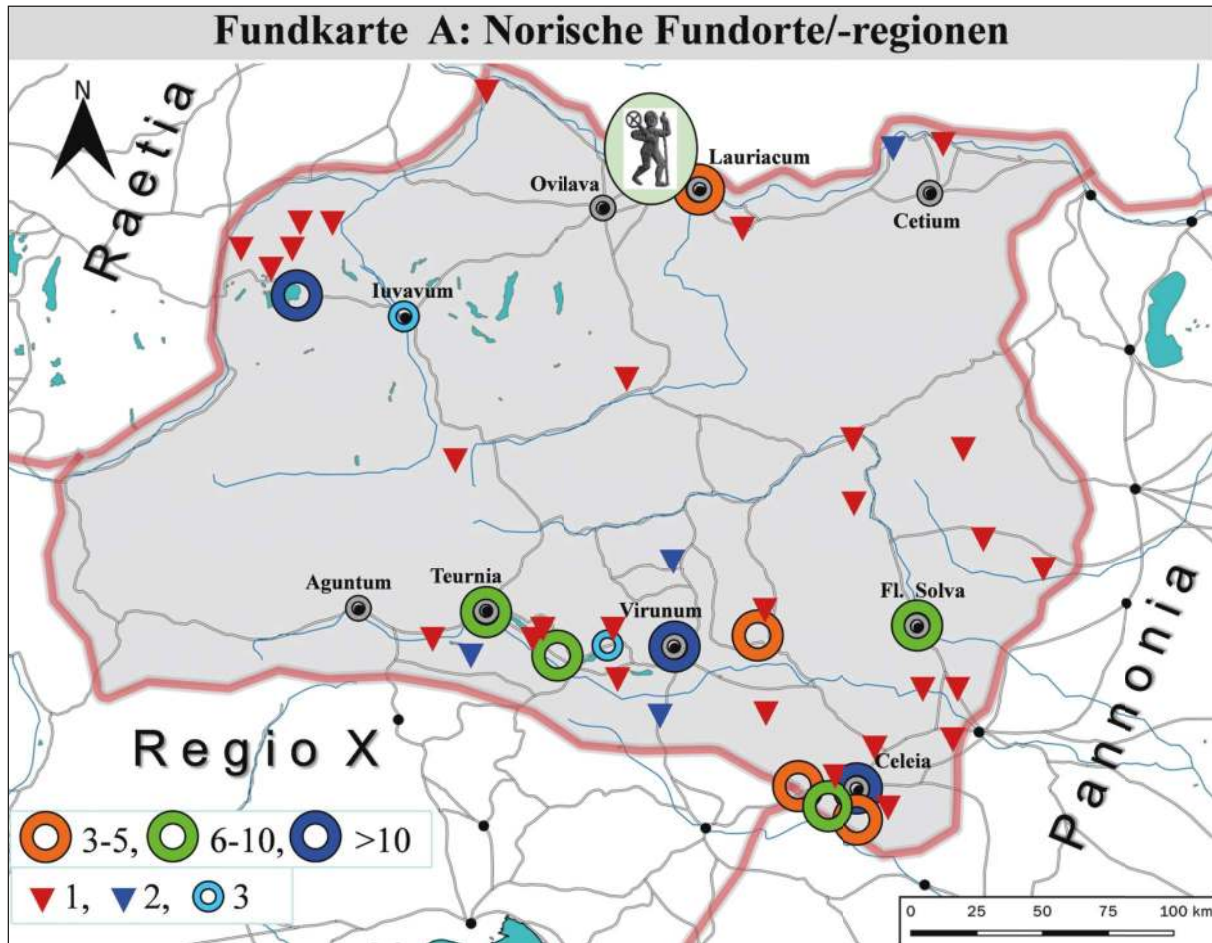 Fundkarte A: Norische Fundorte/-regionen
N
Raetia
Lauriacum
Ovilava
Cetium
Iuvavum
Aguntum
Teurnia
Virunum
Fl. Solva
Pannonia
Regio X
Celeia
3-5, 6-10, >10
1, 2, 3
0 25 50 75 100 km